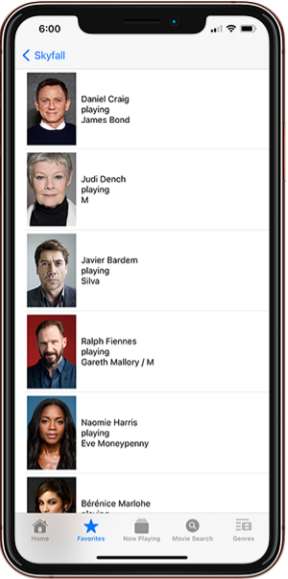 6:00
Skyfall
Daniel Craig
playing
James Bond
Judi Dench
playing
M
Javier Bardem
playing
Silva
Ralph Fiennes
playing
Gareth Mallory / M
Naomie Harris
playing
Eve Moneypenny
Bérénice Marlohe
playing
Home
Favorites
Now Playing
Movie Search
Genres